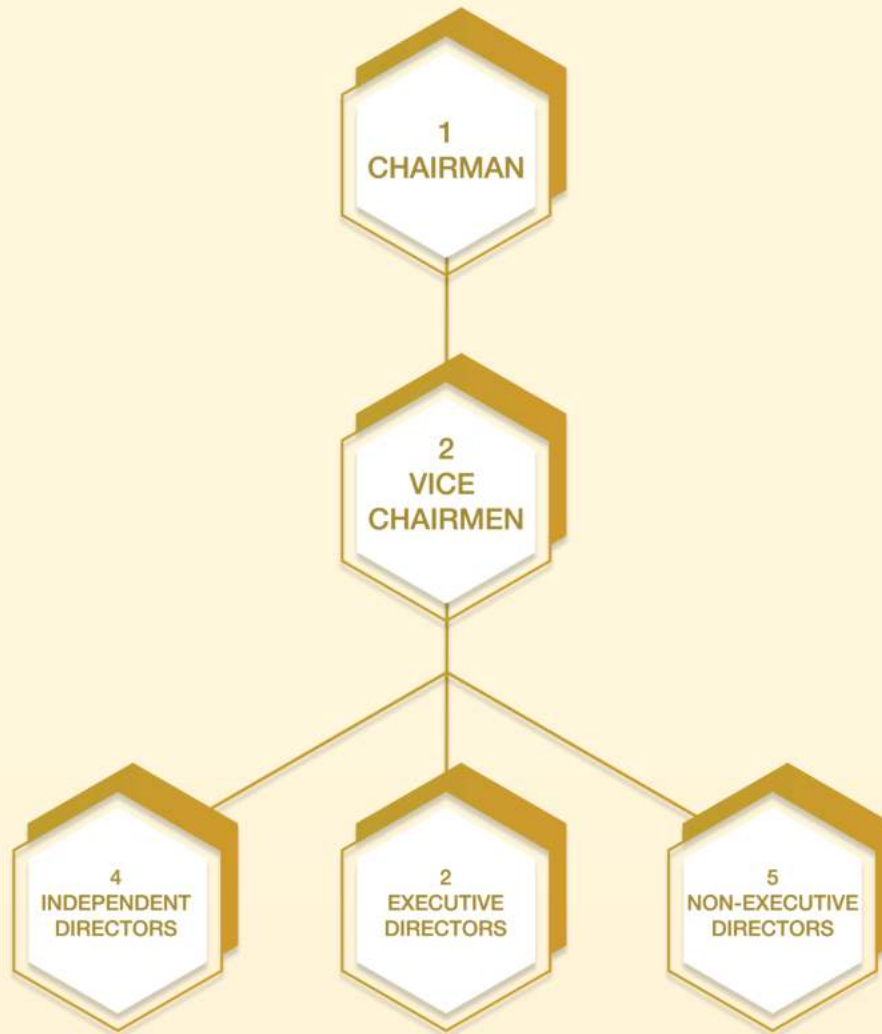 1
CHAIRMAN
2
VICE
CHAIRMEN
4
INDEPENDENT
DIRECTORS
2
EXECUTIVE
DIRECTORS
5
NON-EXECUTIVE
DIRECTORS